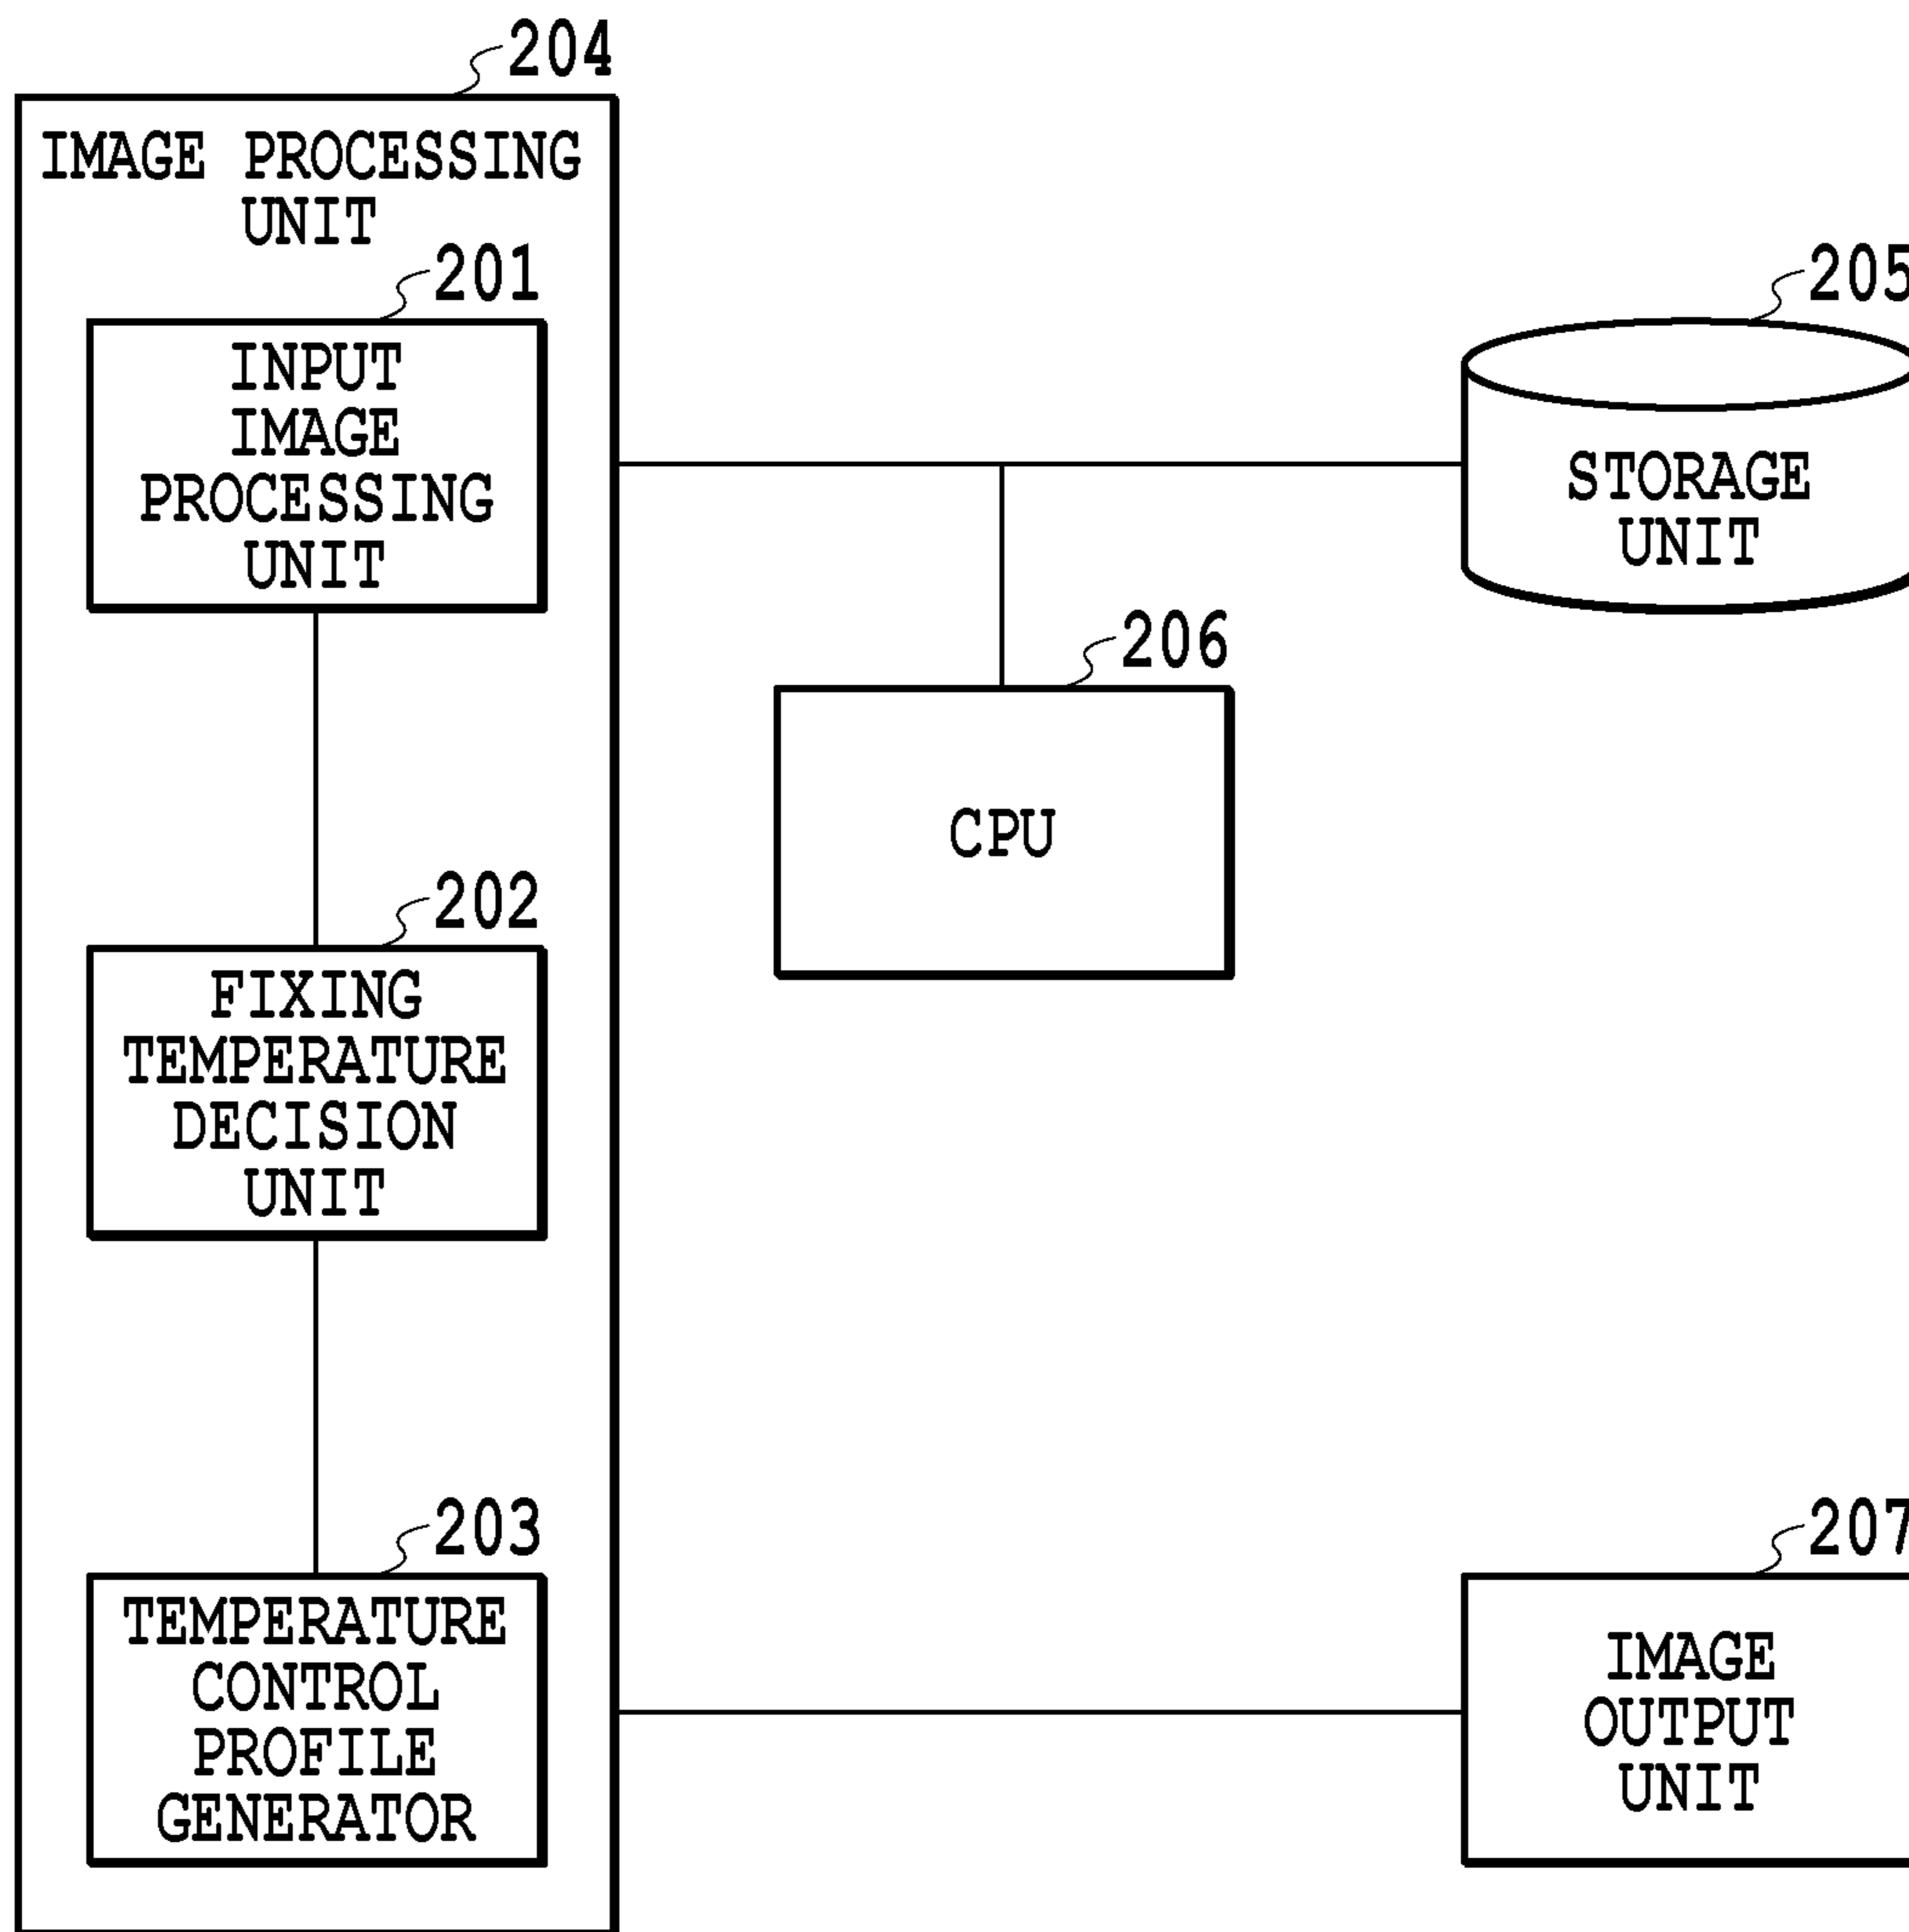 204
IMAGE PROCESSING
UNIT
201
INPUT
IMAGE
PROCESSING
UNIT
202
FIXING
TEMPERATURE
DECISION
UNIT
203
TEMPERATURE
CONTROL
PROFILE
GENERATOR
205
STORAGE
UNIT
206
CPU
207
IMAGE
OUTPUT
UNIT